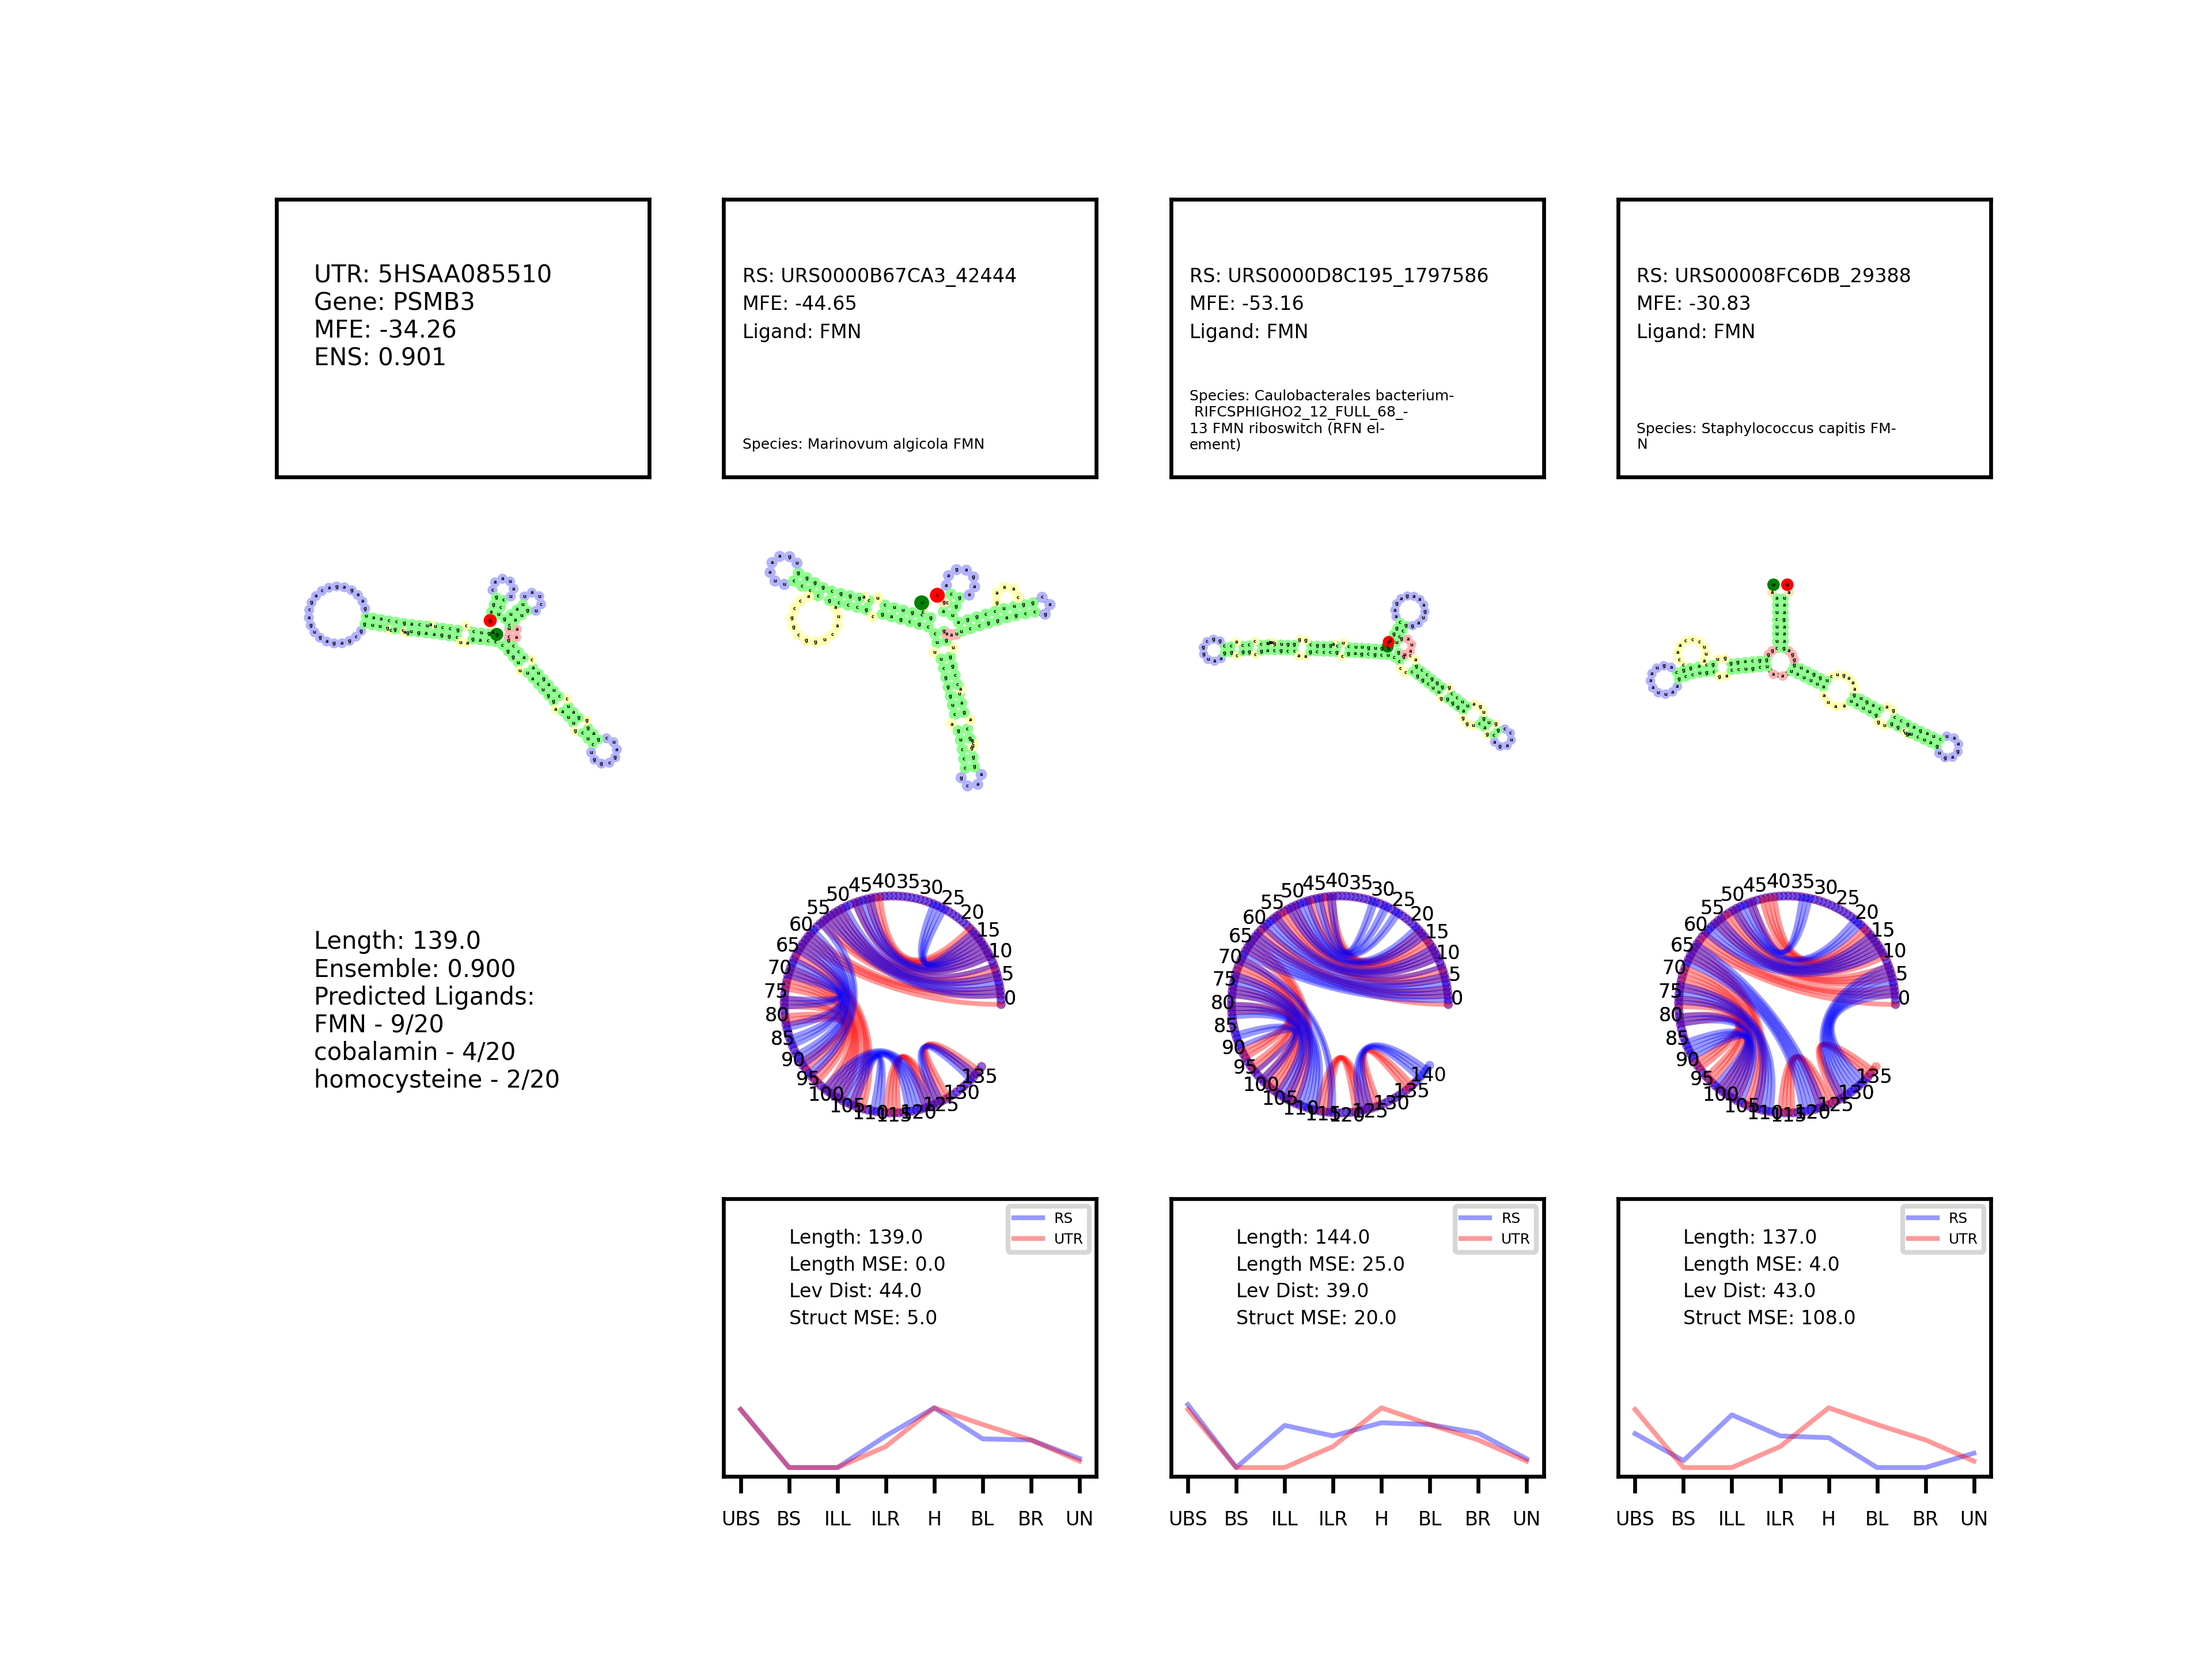 UTR: 5HSAA085510
Gene: PSMB3
MFE: -34.26
ENS: 0.901
RS: URS0000B67CA3_42444
MFE: -44.65
Ligand: FMN
Species: Marinovum algicola FMN
RS: URS0000D8C195_1797586
MFE: -53.16
Ligand: FMN
Species: Caulobacterales bacterium-
RIFCSPHIGHO2_12_FULL_68_-
13 FMN riboswitch (RFN el-
ement)
RS: URS00008FC6DB_29388
MFE: -30.83
Ligand: FMN
Species: Staphylococcus capitis FM-
N
Length: 139.0
Ensemble: 0.900
Predicted Ligands:
FMN - 9/20
cobalamin - 4/20
homocysteine - 2/20
0 5 10 15 20 25 30 35 40 45 50 55 60 65 70 75 80 85 90 95 100 105 110 115 120 125 130 135
0 5 10 15 20 25 30 35 40 45 50 55 60 65 70 75 80 85 90 95 100 105 110 115 120 125 130 135 140
0 5 10 15 20 25 30 35 40 45 50 55 60 65 70 75 80 85 90 95 100 105 110 115 120 125 130 135
RS
UTR
Length: 139.0
Length MSE: 0.0
Lev Dist: 44.0
Struct MSE: 5.0
UBS BS ILL ILR H BL BR UN
RS
UTR
Length: 144.0
Length MSE: 25.0
Lev Dist: 39.0
Struct MSE: 20.0
UBS BS ILL ILR H BL BR UN
RS
UTR
Length: 137.0
Length MSE: 4.0
Lev Dist: 43.0
Struct MSE: 108.0
UBS BS ILL ILR H BL BR UN